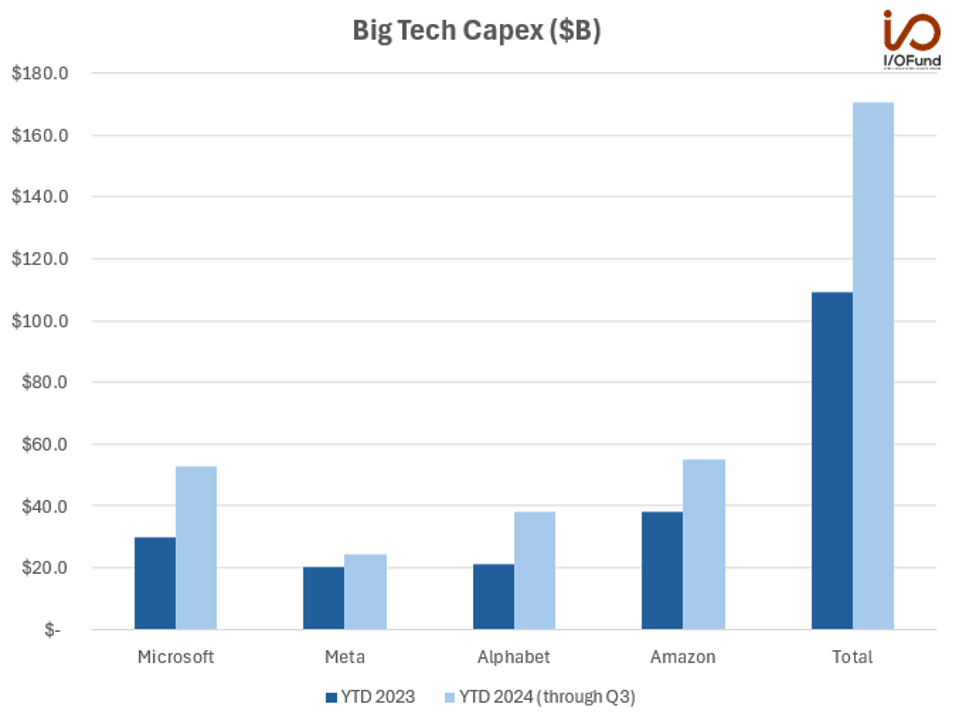 Big Tech Capex ($B)
I/OFund
$180.0
$160.0
$140.0
$120.0
$100.0
$80.0
$60.0
$40.0
$20.0
$-
Microsoft Meta Alphabet Amazon Total
YTD 2023 YTD 2024 (through Q3)